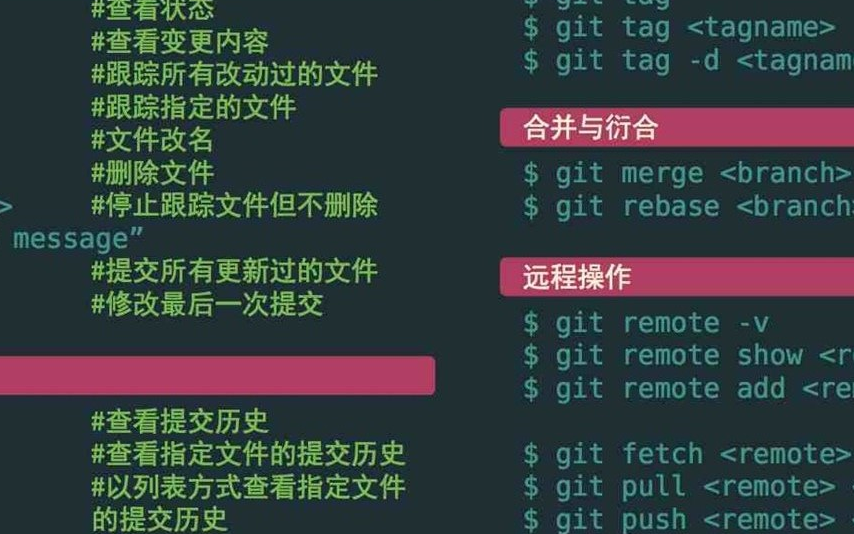 #查看状态
#查看变更内容
#跟踪所有改动过的文件
#跟踪指定的文件
#文件改名
#删除文件
> #停止跟踪文件但不删除
message”
#提交所有更新过的文件
#修改最后一次提交
#查看提交历史
#查看指定文件的提交历史
#以列表方式查看指定文件
的提交历史
$ git tag
$ git tag <tagname>
$ git tag -d <tagnam
合并与衍合
$ git merge <branch>
$ git rebase <branch>
远程操作
$ git remote -v
$ git remote show <r
$ git remote add <re
$ git fetch <remote>
$ git pull <remote> <
$ git push <remote> <